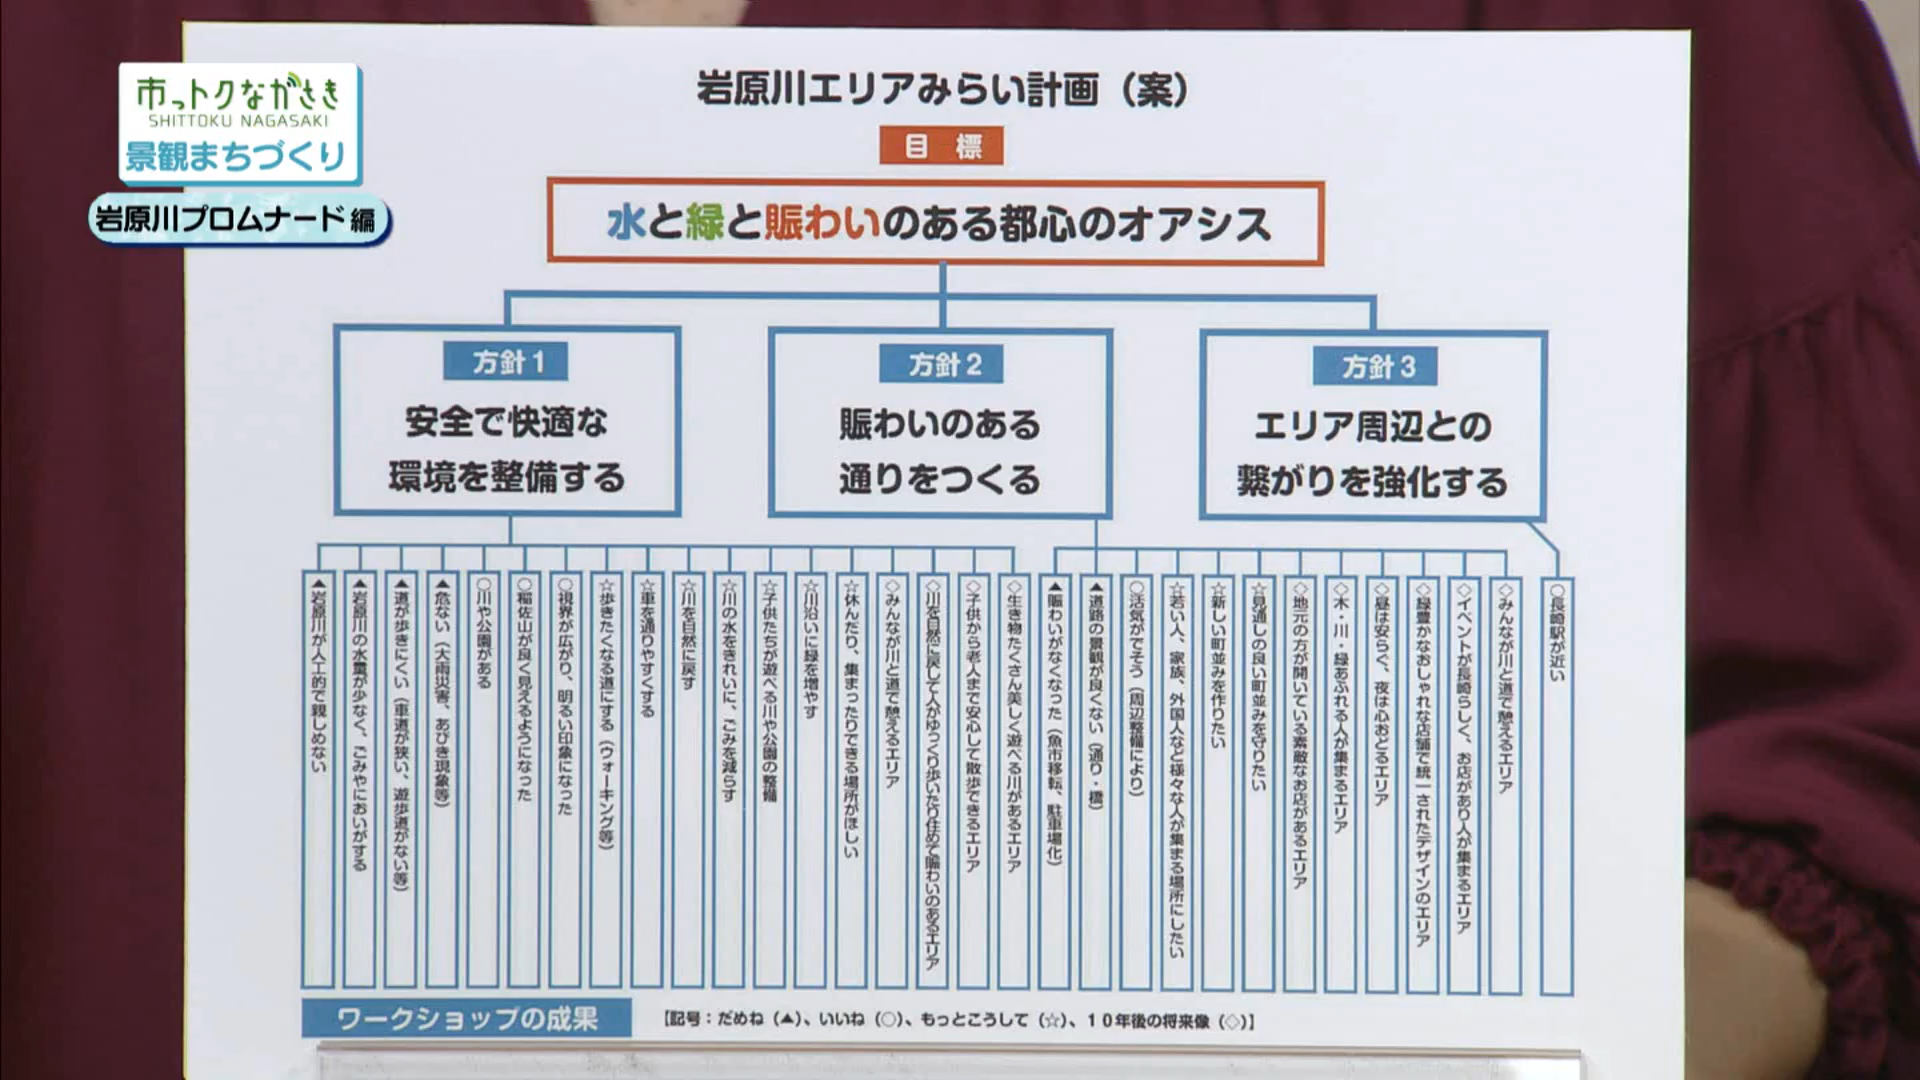 市っトクながさき
SHITTOKU NAGASAKI
景観まちづくり
岩原川プロムナード編
岩原川エリアみらい計画（案）
目 標
水と緑と賑わいのある都心のオアシス
方針1
安全で快適な
環境を整備する
方針2
賑わいのある
通りをつくる
方針3
エリア周辺との
繋がりを強化する
▲岩原川が人工的で親しめない
▲岩原川の水量が少なく、ごみやにおいがする
▲道が歩きにくい（車道が狭い、遊歩道がない等）
▲危ない（大雨災害、あびき現象等）
○川や公園がある
○稲佐山が良く見えるようになった
○視界が広がり、明るい印象になった
☆歩きたくなる道にする（ウォーキング等）
☆車を通りやすくする
☆川を自然に戻す
☆川の水をきれいに、ごみを減らす
☆子供たちが遊べる川や公園の整備
☆川沿いに緑を増やす
☆休んだり、集まったりできる場所がほしい
◇みんなが川と道で憩えるエリア
◇川を自然に戻して人がゆっくり歩いたり住めて賑わいのあるエリア
◇子供から老人まで安心して散歩できるエリア
◇生き物たくさん美しく遊べる川があるエリア
▲賑わいがなくなった（魚市移転、駐車場化）
▲道路の景観が良くない（通り・橋）
○活気がでそう（周辺整備により）
☆若い人、家族、外国人など様々な人が集まる場所にしたい
☆新しい町並みを作りたい
☆見通しの良い町並みを守りたい
◇地元の方が開いている素敵なお店があるエリア
◇木・川・緑あふれる人が集まるエリア
◇昼は安らぐ、夜は心おどるエリア
◇緑豊かなおしゃれな店舗で統一されたデザインのエリア
◇イベントが長崎らしく、お店があり人が集まるエリア
◇みんなが川と道で憩えるエリア
○長崎駅が近い
ワークショップの成果
【記号：だめね（▲）、いいね（○）、もっとこうして（☆）、１０年後の将来像（◇）】